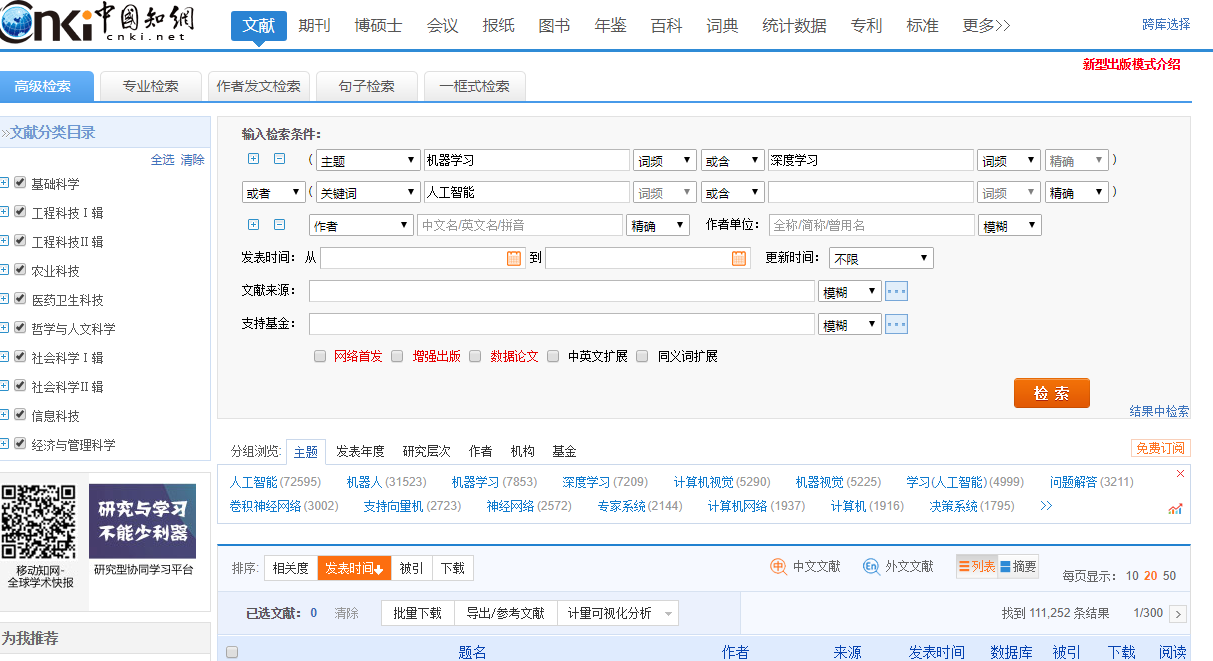 cnki 中國知網
cnki.net
文献 期刊 博硕士 会议 报纸 图书 年鉴 百科 词典 统计数据 专利 标准 更多>> 跨库选择
新型出版模式介绍
高级检索 专业检索 作者发文检索 句子检索 一框式检索
»文献分类目录
全选 清除
基础科学
工程科技Ⅰ辑
工程科技Ⅱ辑
农业科技
医药卫生科技
哲学与人文科学
社会科学Ⅰ辑
社会科学Ⅱ辑
信息科技
经济与管理科学
研究与学习
不能少利器
移动知网-
全球学术快报
研究型协同学习平台
为我推荐
输入检索条件:
( 主题 机器学习 词频 或含 深度学习 词频 精确 )
或者 ( 关键词 人工智能 词频 或含 词频 精确 )
作者 中文名/英文名/拼音 精确 作者单位: 全称/简称/曾用名 模糊
发表时间: 从 到 更新时间: 不限
文献来源: 模糊 ...
支持基金: 模糊 ...
网络首发 增强出版 数据论文 中英文扩展 同义词扩展
检 索
结果中检索
分组浏览: 主题 发表年度 研究层次 作者 机构 基金 免费订阅
人工智能(72595) 机器人(31523) 机器学习(7853) 深度学习(7209) 计算机视觉(5290) 机器视觉(5225) 学习(人工智能)(4999) 问题解答(3211)
卷积神经网络(3002) 支持向量机(2723) 神经网络(2572) 专家系统(2144) 计算机网络(1937) 计算机(1916) 决策系统(1795) >>
排序: 相关度 发表时间↓ 被引 下载 中 中文文献 En 外文文献 列表 摘要 每页显示: 10 20 50
已选文献: 0 清除 批量下载 导出/参考文献 计量可视化分析 找到 111,252 条结果 1/300 >
题名 作者 来源 发表时间 数据库 被引 下载 阅读